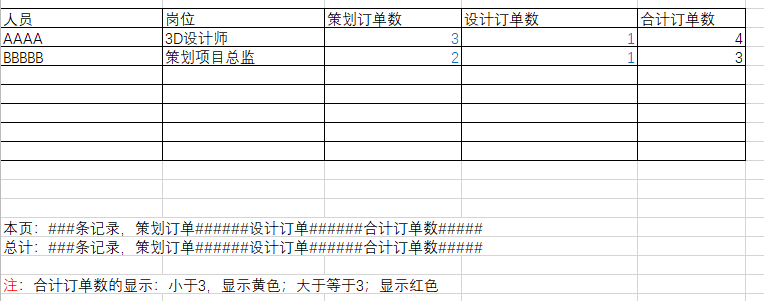 人员 岗位 策划订单数 设计订单数 合计订单数
AAAA 3D设计师 3 1 4
BBBBB 策划项目总监 2 1 3
本页：###条记录，策划订单######设计订单######合计订单数#####
总计：###条记录，策划订单######设计订单######合计订单数#####
注：合计订单数的显示：小于3，显示黄色；大于等于3；显示红色